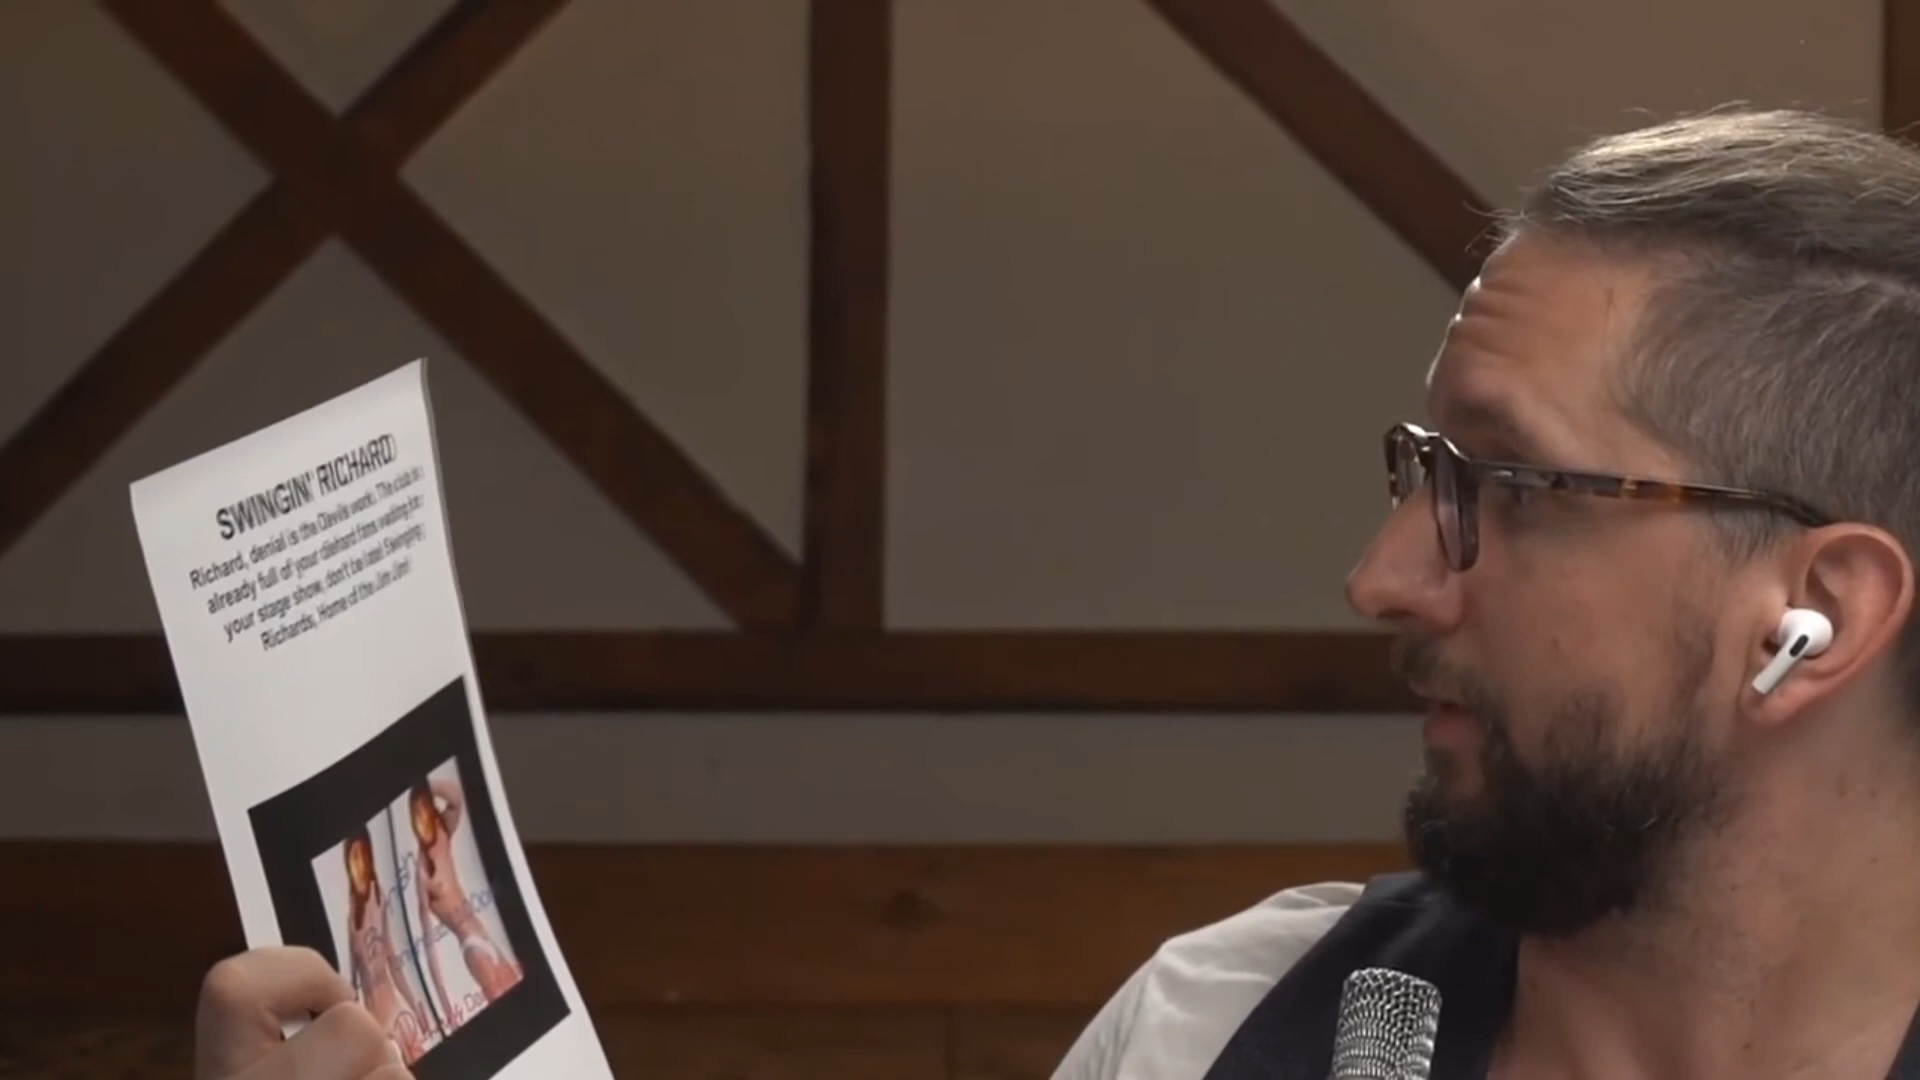 SWINGIN' RICHARD
Richard, denial is the Devils work. The club is
already full of your diehard fans waiting for
your stage show, don't be late! Swinging
Richards, Home of the Jim Jim!